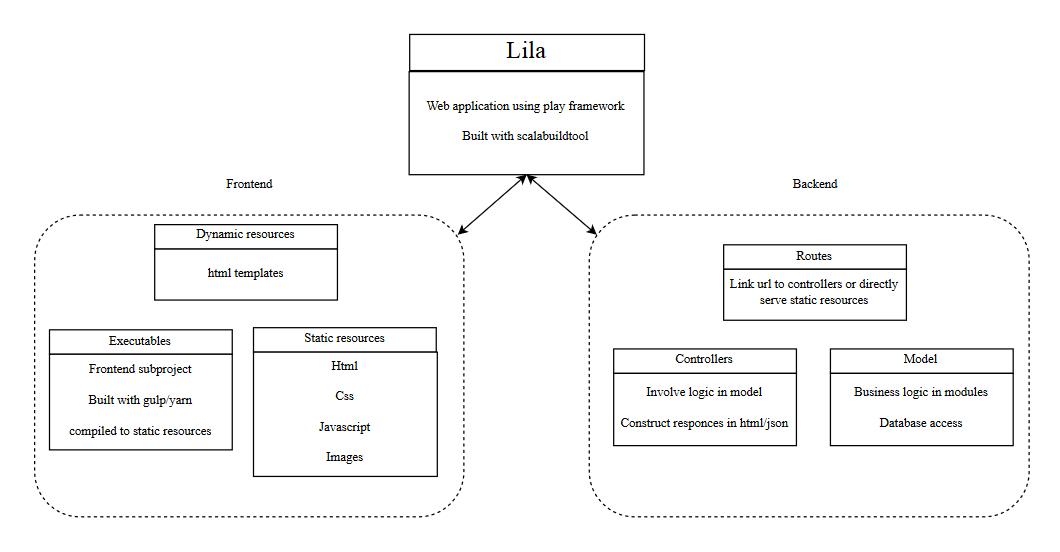 Lila
Web application using play framework
Built with scalabuildtool
Frontend
Backend
Dynamic resources
html templates
Executables
Frontend subproject
Built with gulp/yarn
compiled to static resources
Static resources
Html
Css
Javascript
Images
Routes
Link url to controllers or directly
serve static resources
Controllers
Involve logic in model
Construct responces in html/json
Model
Business logic in modules
Database access